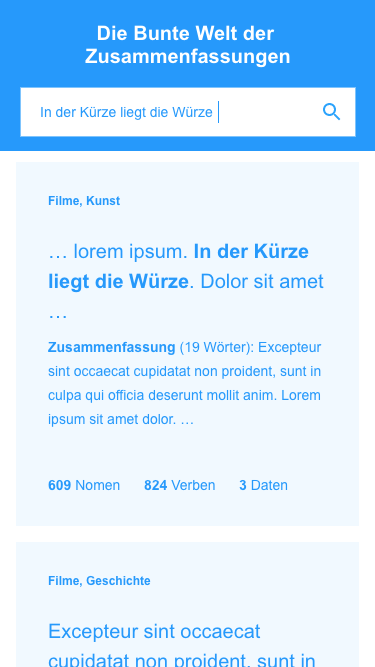 Die Bunte Welt der
Zusammenfassungen
In der Kürze liegt die Würze
Filme, Kunst
… lorem ipsum. In der Kürze
liegt die Würze. Dolor sit amet
…
Zusammenfassung (19 Wörter): Excepteur
sint occaecat cupidatat non proident, sunt in
culpa qui officia deserunt mollit anim. Lorem
ipsum sit amet dolor. …
609 Nomen 824 Verben 3 Daten
Filme, Geschichte
Excepteur sint occaecat
cupidatat non proident, sunt in